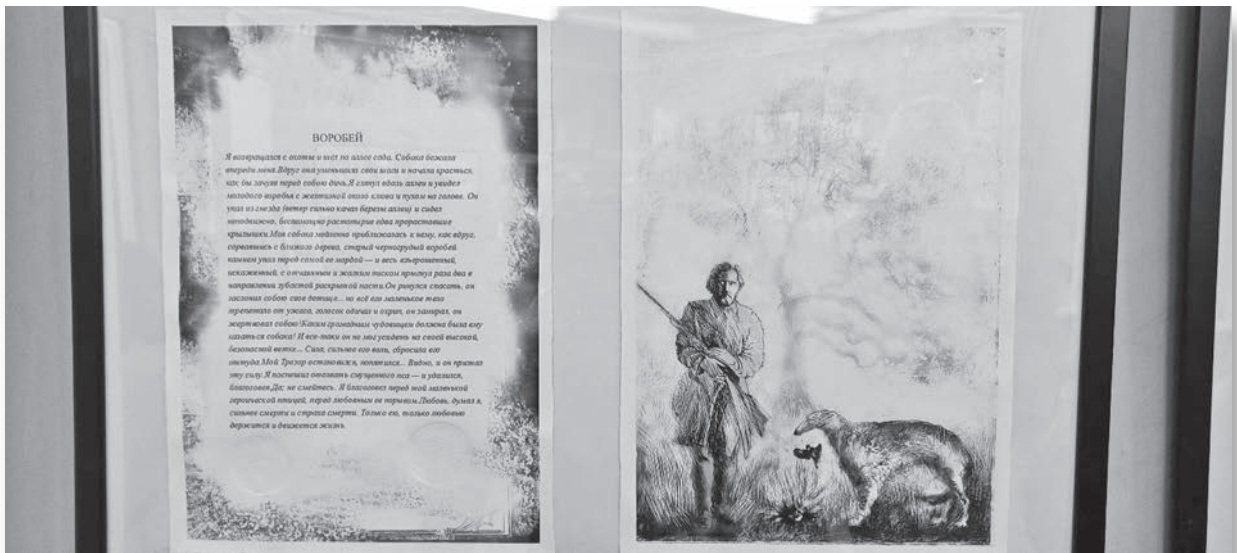 ВОРОБЕЙ
Я возвращался с охоты и шел по аллее сада. Собака бежала
впереди меня.Вдруг она уменьшила свои шаги и начала красться,
как бы зачуяв перед собою дичь.Я глянул вдоль аллеи и увидел
молодого воробья с желтизной около клюва и пухом на голове. Он
упал из гнезда (ветер сильно качал березы аллеи) и сидел
неподвижно, беспомощно растопырив едва прораставшие
крылышки.Моя собака медленно приближалась к нему, как вдруг,
сорвавшись с близкого дерева, старый черногрудый воробей
камнем упал перед самой ее мордой — и весь взъерошенный,
искаженный, с отчаянным и жалким писком прыгнул раза два в
направлении зубастой раскрытой пасти.Он ринулся спасать, он
заслонил собою свое детище... но всё его маленькое тело
трепетало от ужаса, голосок одичал и охрип, он замирал, он
жертвовал собою!Каким громадным чудовищем должна была ему
казаться собака! И все-таки он не мог усидеть на своей высокой,
безопасной ветке... Сила, сильнее его воли, сбросила его
оттуда.Мой Трезор остановился, попятился... Видно, и он признал
эту силу.Я поспешил отозвать смущенного пса — и удалился,
благоговея.Да; не смейтесь. Я благоговел перед той маленькой
героической птицей, перед любовным ее порывом.Любовь, думал я,
сильнее смерти и страха смерти. Только ею, только любовью
держится и движется жизнь.